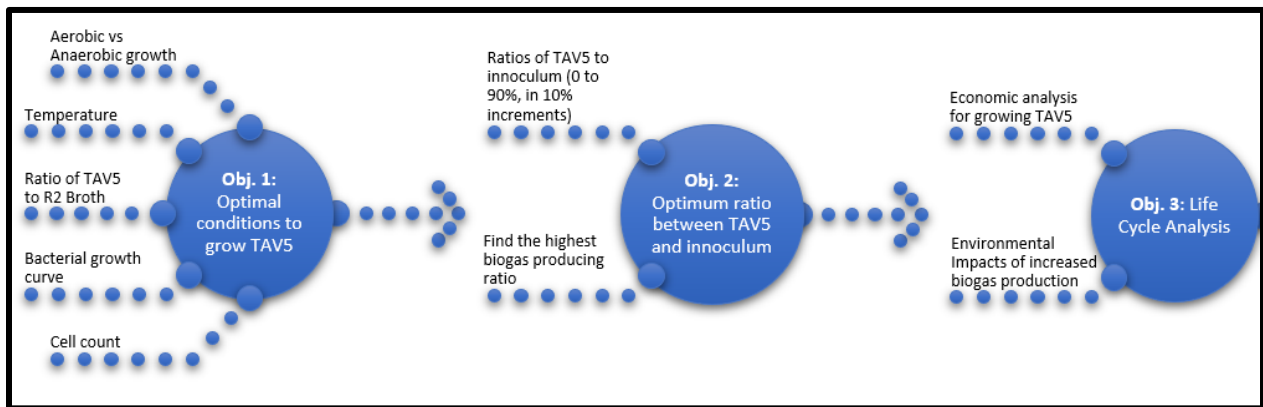 Aerobic vs
Anaerobic growth
Temperature
Ratio of TAV5
to R2 Broth
Bacterial growth
curve
Cell count
Obj. 1:
Optimal
conditions to
grow TAV5
Ratios of TAV5 to
innoculum (0 to
90%, in 10%
increments)
Find the highest
biogas producing
ratio
Obj. 2:
Optimum ratio
between TAV5
and innoculum
Economic analysis
for growing TAV5
Environmental
Impacts of increased
biogas production
Obj. 3: Life
Cycle Analysis